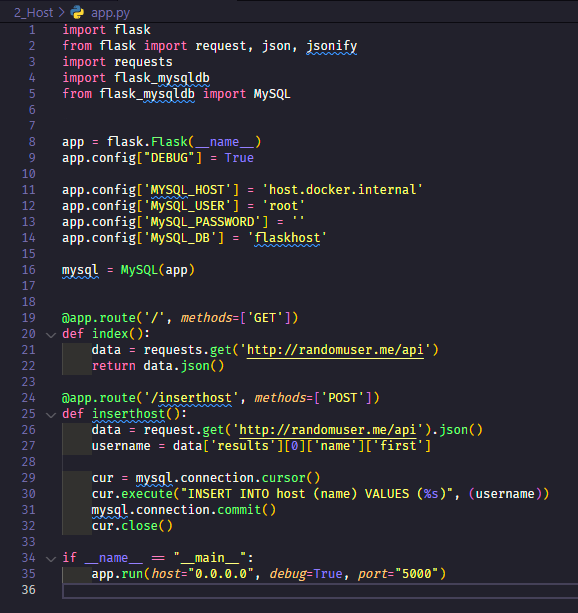 2_Host > app.py
1 import flask
2 from flask import request, json, jsonify
3 import requests
4 import flask_mysqldb
5 from flask_mysqldb import MySQL
6
7
8 app = flask.Flask(__name__)
9 app.config["DEBUG"] = True
10
11 app.config['MYSQL_HOST'] = 'host.docker.internal'
12 app.config['MySQL_USER'] = 'root'
13 app.config['MySQL_PASSWORD'] = ''
14 app.config['MySQL_DB'] = 'flaskhost'
15
16 mysql = MySQL(app)
17
18
19 @app.route('/', methods=['GET'])
20 def index():
21     data = requests.get('http://randomuser.me/api')
22     return data.json()
23
24 @app.route('/inserthost', methods=['POST'])
25 def inserthost():
26     data = request.get('http://randomuser.me/api').json()
27     username = data['results'][0]['name']['first']
28
29     cur = mysql.connection.cursor()
30     cur.execute("INSERT INTO host (name) VALUES (%s)", (username))
31     mysql.connection.commit()
32     cur.close()
33
34 if __name__ == "__main__":
35     app.run(host="0.0.0.0", debug=True, port="5000")
36